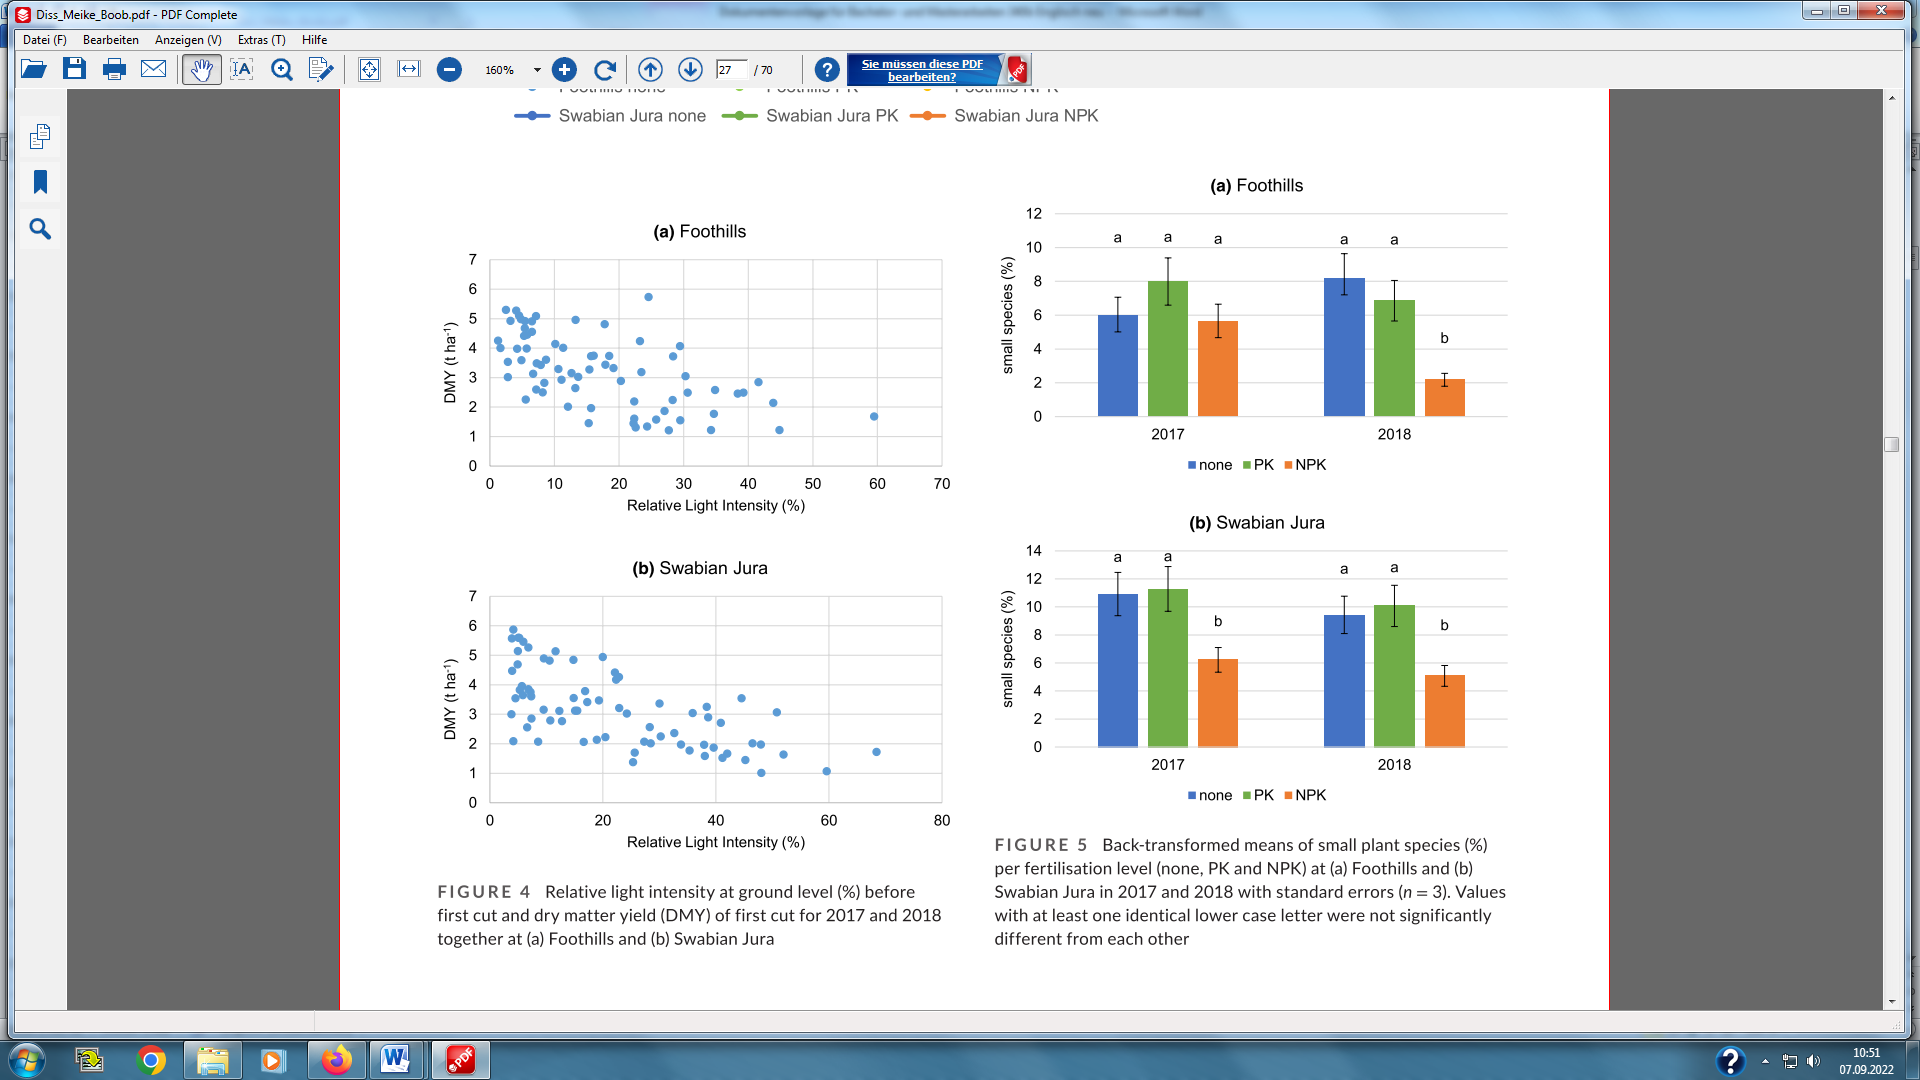 Diss_Meike_Boob.pdf - PDF Complete
Datei (F) Bearbeiten Anzeigen (V) Extras (T) Hilfe
160% 27 / 70 Sie müssen diese PDF
bearbeiten?
Foothills none Foothills PK Foothills NPK
Swabian Jura none Swabian Jura PK Swabian Jura NPK
(a) Foothills
7
6
5
4
3
2
1
0
DMY (t ha-1)
0 10 20 30 40 50 60 70
Relative Light Intensity (%)
(b) Swabian Jura
7
6
5
4
3
2
1
0
DMY (t ha-1)
0 20 40 60 80
Relative Light Intensity (%)
FIGURE 4 Relative light intensity at ground level (%) before
first cut and dry matter yield (DMY) of first cut for 2017 and 2018
together at (a) Foothills and (b) Swabian Jura
(a) Foothills
12
10
8
6
4
2
0
small species (%)
a a a a a b
2017 2018
none PK NPK
(b) Swabian Jura
14
12
10
8
6
4
2
0
small species (%)
a a b a a b
2017 2018
none PK NPK
FIGURE 5 Back-transformed means of small plant species (%)
per fertilisation level (none, PK and NPK) at (a) Foothills and (b)
Swabian Jura in 2017 and 2018 with standard errors (n = 3). Values
with at least one identical lower case letter were not significantly
different from each other
10:51
07.09.2022